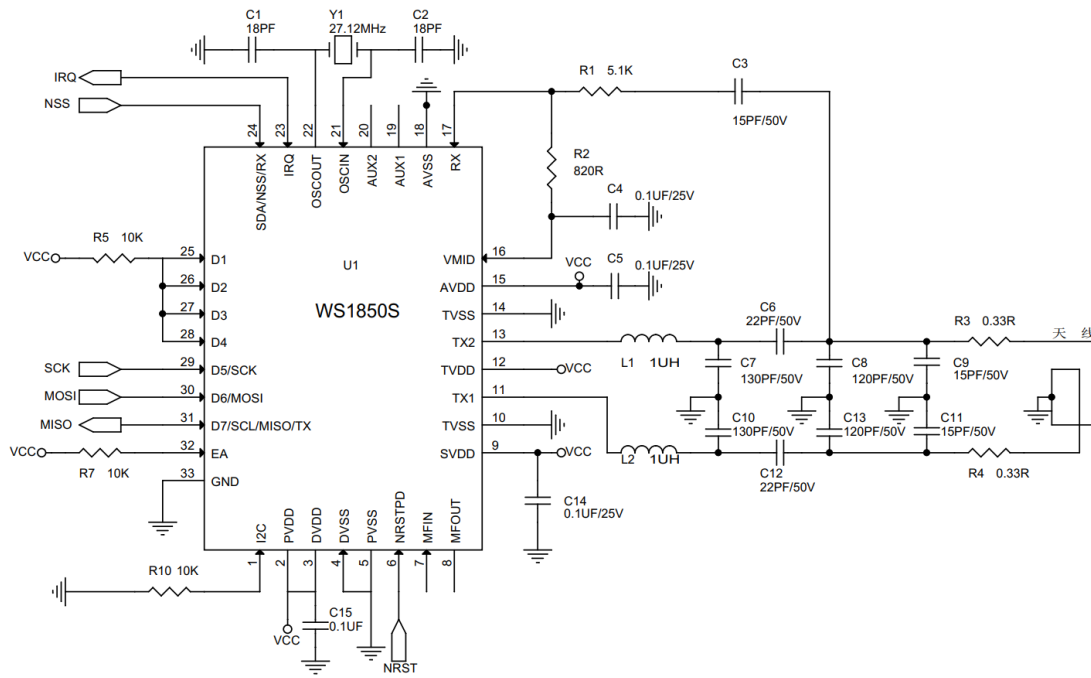 C1
18PF
Y1
27.12MHz
C2
18PF
IRQ
NSS
R1 5.1K
C3
15PF/50V
24
23
22
21
20
19
18
17
SDA/NSS/RX
IRQ
OSCOUT
OSCIN
AUX2
AUX1
AVSS
RX
R2
820R
C4
0.1UF/25V
VCC
R5 10K
25
D1
26
D2
27
D3
28
D4
SCK
29
D5/SCK
MOSI
30
D6/MOSI
MISO
31
D7/SCL/MISO/TX
VCC
R7 10K
32
EA
33
GND
U1
WS1850S
VMID
16
AVDD
15
TVSS
14
TX2
13
TVDD
12
TX1
11
TVSS
10
SVDD
9
VCC
C5
0.1UF/25V
C6
22PF/50V
L1 1UH
VCC
C7
130PF/50V
C8
120PF/50V
C9
15PF/50V
R3 0.33R
天 线
C10
130PF/50V
C13
120PF/50V
C11
15PF/50V
L2 1UH
C12
22PF/50V
R4 0.33R
VCC
C14
0.1UF/25V
I2C
PVDD
DVDD
DVSS
PVSS
NRSTPD
MFIN
MFOUT
1
2
3
4
5
6
7
8
R10 10K
VCC
C15
0.1UF
NRST